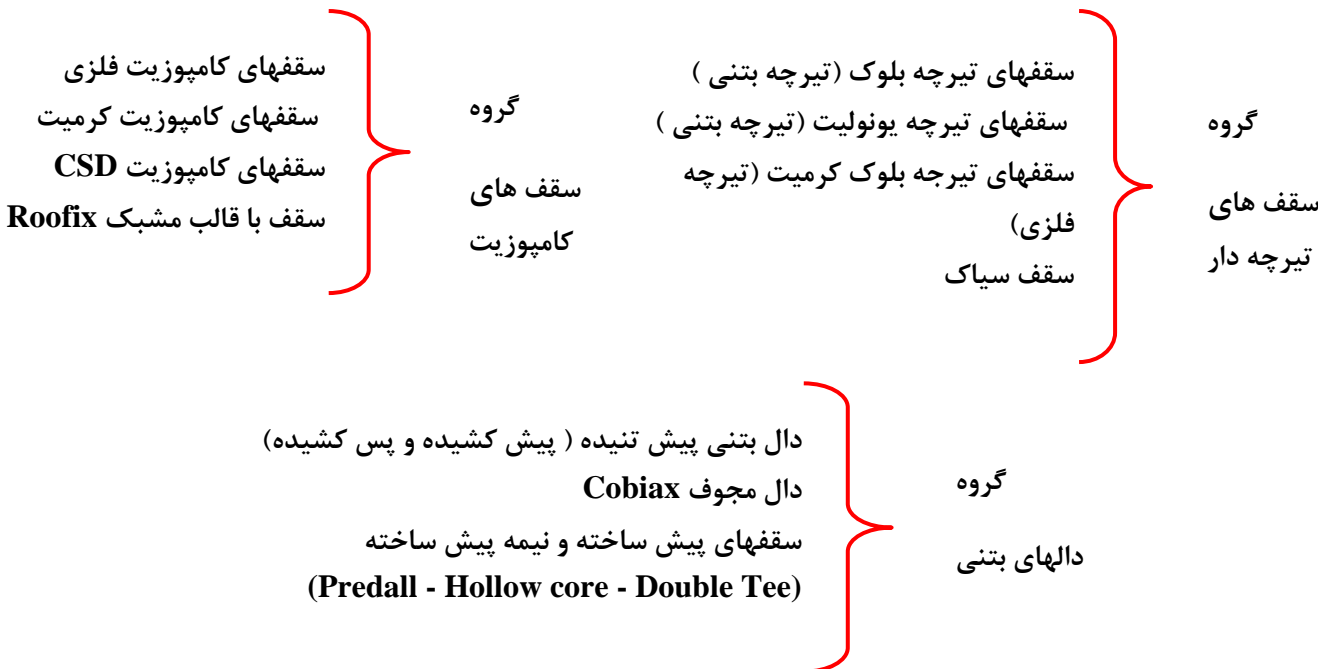 گروه
سقف های
تیرچه دار
سقفهای تیرچه بلوک (تیرچه بتنی )
سقفهای تیرچه یونولیت (تیرچه بتنی )
سقفهای تیرجه بلوک کرمیت (تیرچه
فلزی)
سقف سیاک
گروه
سقف های
کامپوزیت
سقفهای کامپوزیت فلزی
سقفهای کامپوزیت کرمیت
سقفهای کامپوزیت CSD
سقف با قالب مشبک Roofix
گروه
دالهای بتنی
دال بتنی پیش تنیده ( پیش کشیده و پس کشیده)
دال مجوف Cobiax
سقفهای پیش ساخته و نیمه پیش ساخته
(Predall - Hollow core - Double Tee)